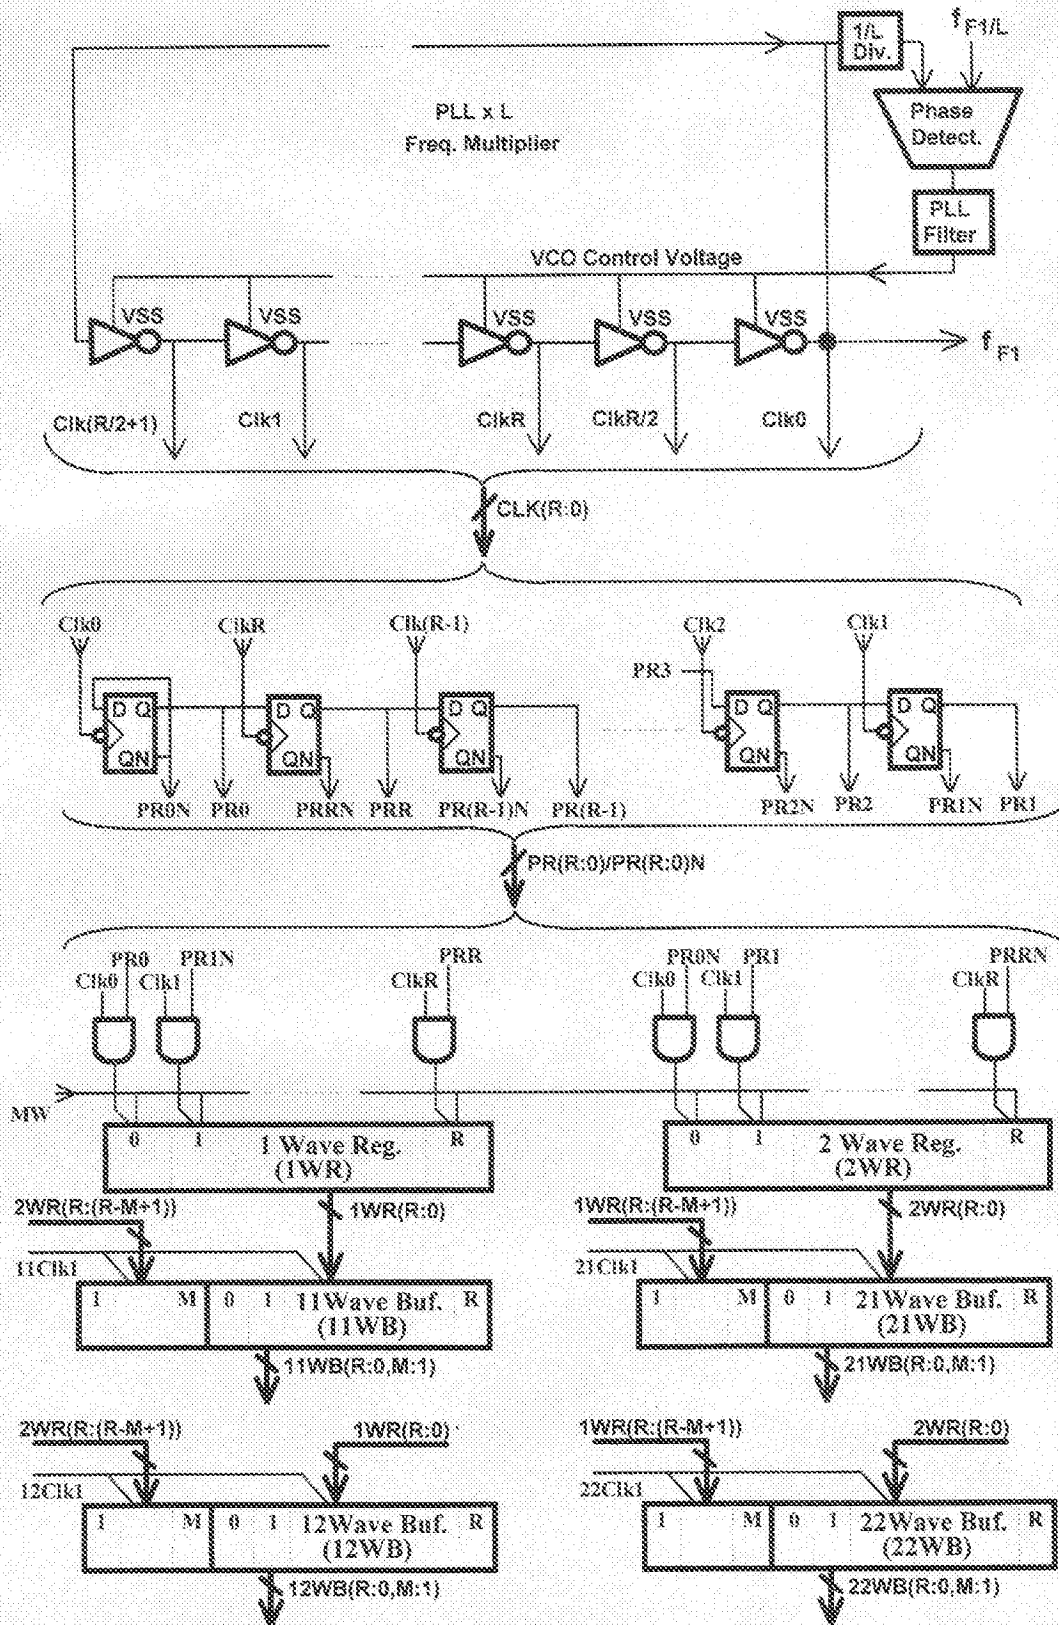 1/L
Div.
f F1/L
PLL x L
Freq. Multiplier
Phase
Detect.
PLL
Filter
VCO Control Voltage
VSS VSS VSS VSS VSS
f F1
Clk(R/2+1) Clk1 ClkR ClkR/2 Clk0
CLK(R:0)
Clk0 ClkR Clk(R-1) Clk2 Clk1
PR3
D Q D Q D Q D Q D Q
QN QN QN QN QN
PR0N PR0 PRRN PRR PR(R-1)N PR(R-1) PR2N PR2 PR1N PR1
PR(R:0)/PR(R:0)N
PR0 PR1N PRR PR0N PR1 PRRN
Clk0 Clk1 ClkR Clk0 Clk1 ClkR
MW
0 1 R 0 1 R
1 Wave Reg. 2 Wave Reg.
(1WR) (2WR)
2WR(R:(R-M+1)) 1WR(R:0) 1WR(R:(R-M+1)) 2WR(R:0)
11Clk1 21Clk1
1 M 0 1 11Wave Buf. R 1 M 0 1 21Wave Buf. R
(11WB) (21WB)
11WB(R:0,M:1) 21WB(R:0,M:1)
2WR(R:(R-M+1)) 1WR(R:0) 1WR(R:(R-M+1)) 2WR(R:0)
12Clk1 22Clk1
1 M 0 1 12Wave Buf. R 1 M 0 1 22Wave Buf. R
(12WB) (22WB)
12WB(R:0,M:1) 22WB(R:0,M:1)